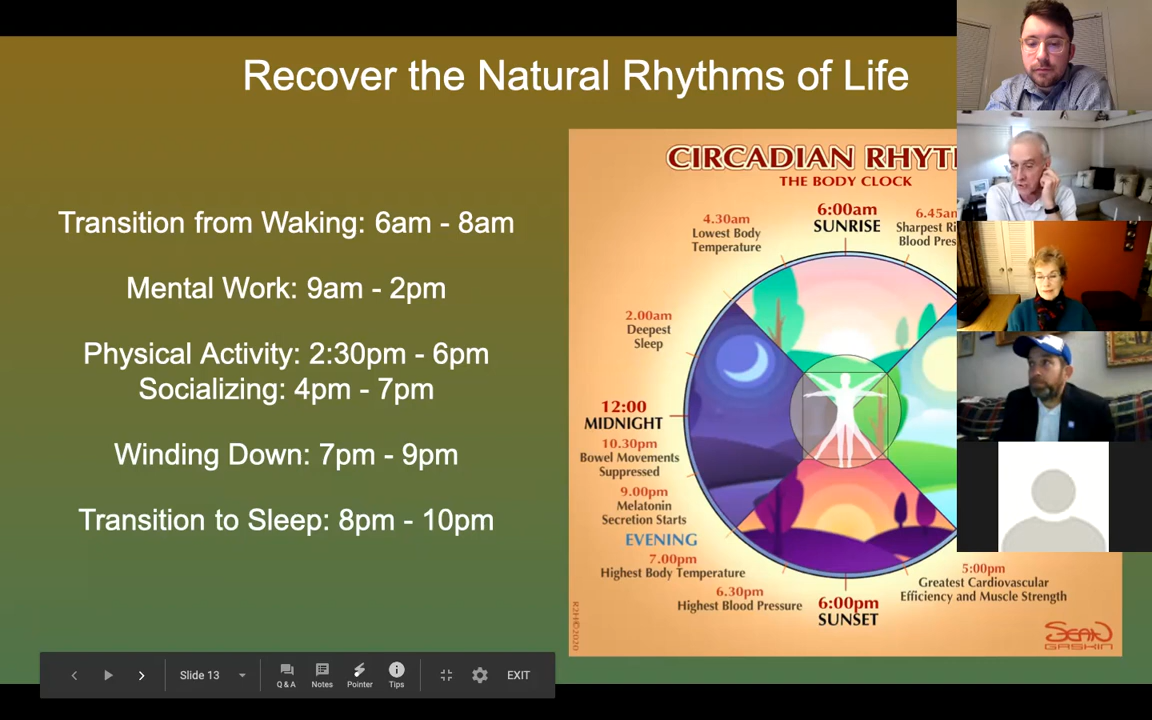 Recover the Natural Rhythms of Life
Transition from Waking: 6am - 8am
Mental Work: 9am - 2pm
Physical Activity: 2:30pm - 6pm
Socializing: 4pm - 7pm
Winding Down: 7pm - 9pm
Transition to Sleep: 8pm - 10pm
CIRCADIAN RHYT
THE BODY CLOCK
6:00am
SUNRISE
6.45am
Sharpest Ri
Blood Pres
4.30am
Lowest Body
Temperature
2.00am
Deepest
Sleep
12:00
MIDNIGHT
10.30pm
Bowel Movements
Suppressed
9.00pm
Melatonin
Secretion Starts
EVENING
7.00pm
Highest Body Temperature
6.30pm
Highest Blood Pressure
6:00pm
SUNSET
5:00pm
Greatest Cardiovascular
Efficiency and Muscle Strength
R2HHC2020
SEAN
GASKIN
Slide 13
Q & A
Notes
Pointer
Tips
EXIT